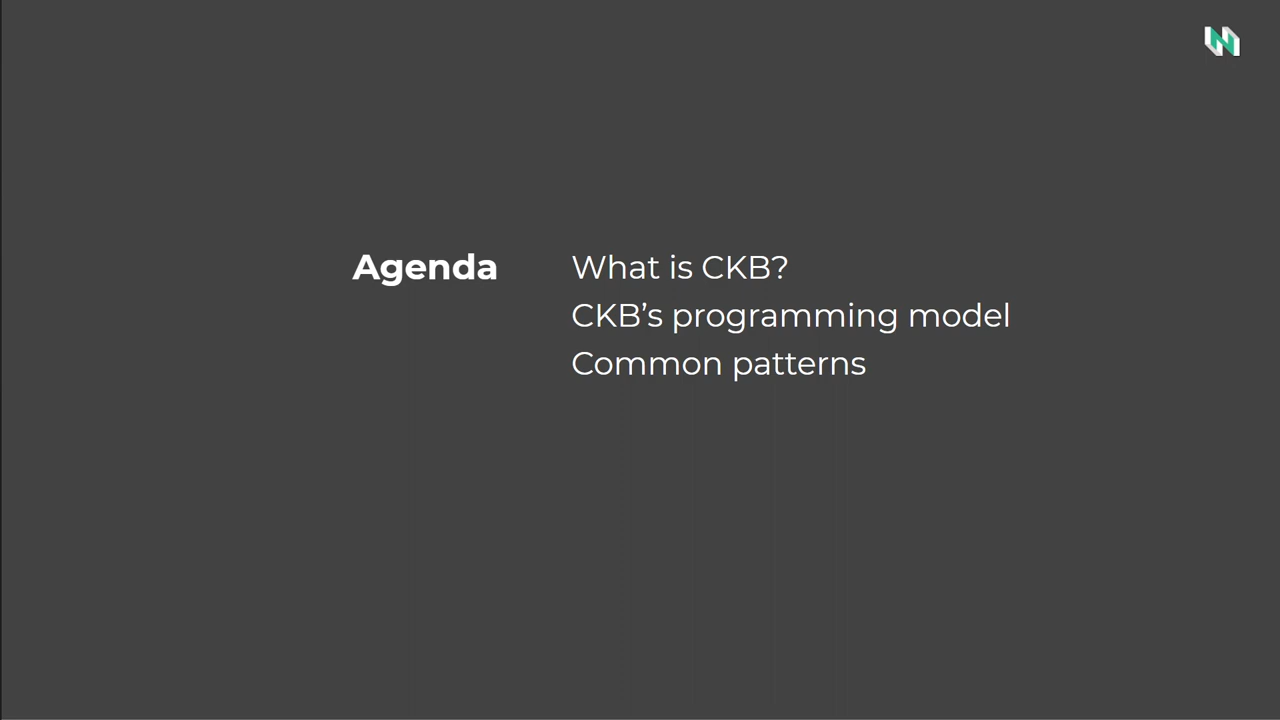 Agenda
What is CKB?
CKB’s programming model
Common patterns